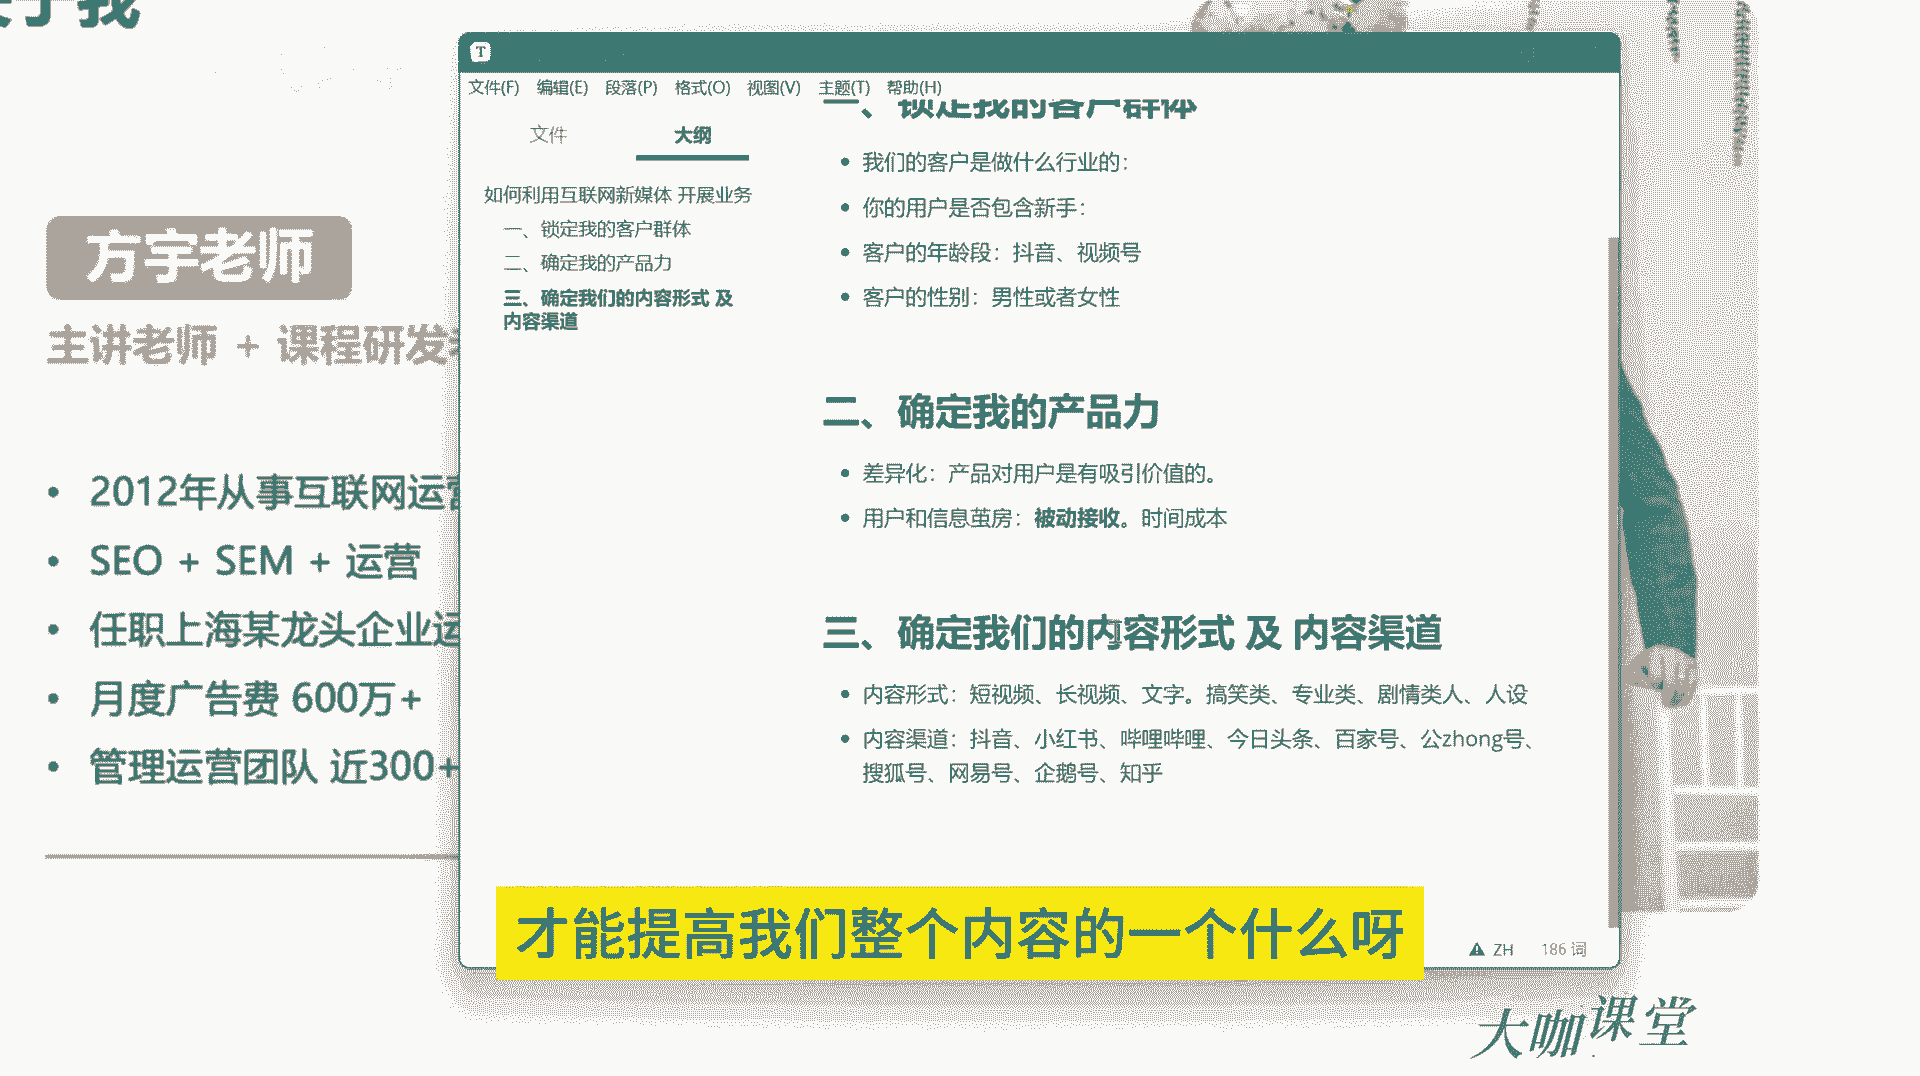 关于我
方宇老师
主讲老师 + 课程研发
2012年从事互联网运营
SEO + SEM + 运营
任职上海某龙头企业运
月度广告费 600万+
管理运营团队 近300+
T
文件(F) 编辑(E) 段落(P) 格式(O) 视图(V) 主题(T) 帮助(H)
文件 大纲
如何利用互联网新媒体 开展业务
一、锁定我的客户群体
二、确定我的产品力
三、确定我们的内容形式 及
内容渠道
一、锁定我的客户群体
我们的客户是做什么行业的：
你的用户是否包含新手：
客户的年龄段：抖音、视频号
客户的性别：男性或者女性
二、确定我的产品力
差异化：产品对用户是有吸引价值的。
用户和信息茧房：被动接收。时间成本
三、确定我们的内容形式 及 内容渠道
内容形式：短视频、长视频、文字。搞笑类、专业类、剧情类人、人设
内容渠道：抖音、小红书、哔哩哔哩、今日头条、百家号、公zhong号、
搜狐号、网易号、企鹅号、知乎
ZH 186 词
才能提高我们整个内容的一个什么呀
大咖课堂